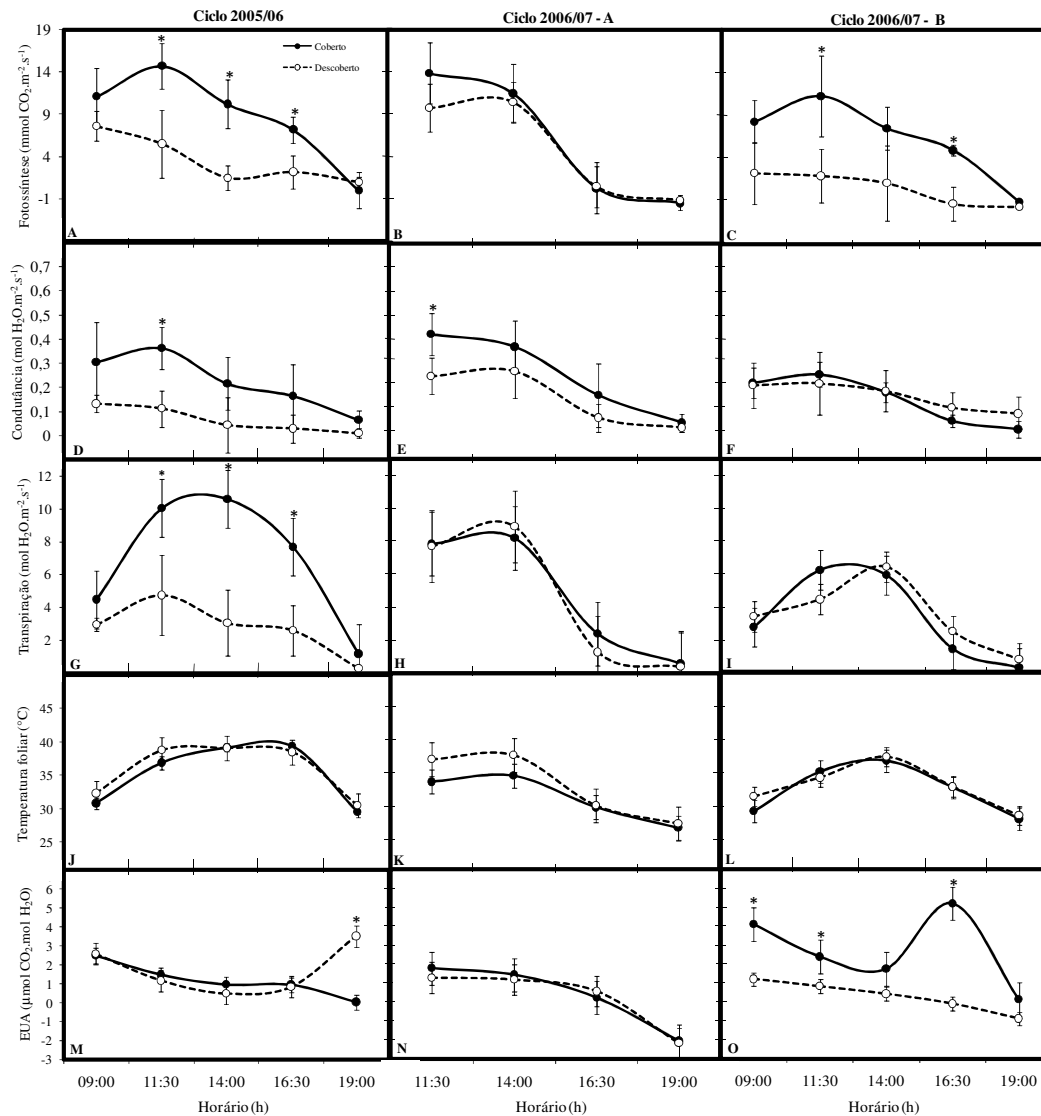 Ciclo 2005/06
Ciclo 2006/07 - A
Ciclo 2006/07 - B
Fotossíntese (mmol CO2.m-2.s-1)
19
14
9
4
-1
Coberto
Descoberto
*
*
*
A
B
*
*
C
Condutância (mol H2O.m-2.s-1)
0,7
0,6
0,5
0,4
0,3
0,2
0,1
0
*
D
*
E
F
Transpiração (mol H2O.m-2.s-1)
12
10
8
6
4
2
*
*
*
G
H
I
Temperatura foliar (°C)
45
40
35
30
25
J
K
L
EUA (µmol CO2.mol H2O)
6
5
4
3
2
1
0
-1
-2
-3
*
M
N
*
*
*
O
09:00 11:30 14:00 16:30 19:00
11:30 14:00 16:30 19:00
09:00 11:30 14:00 16:30 19:00
Horário (h)
Horário (h)
Horário (h)